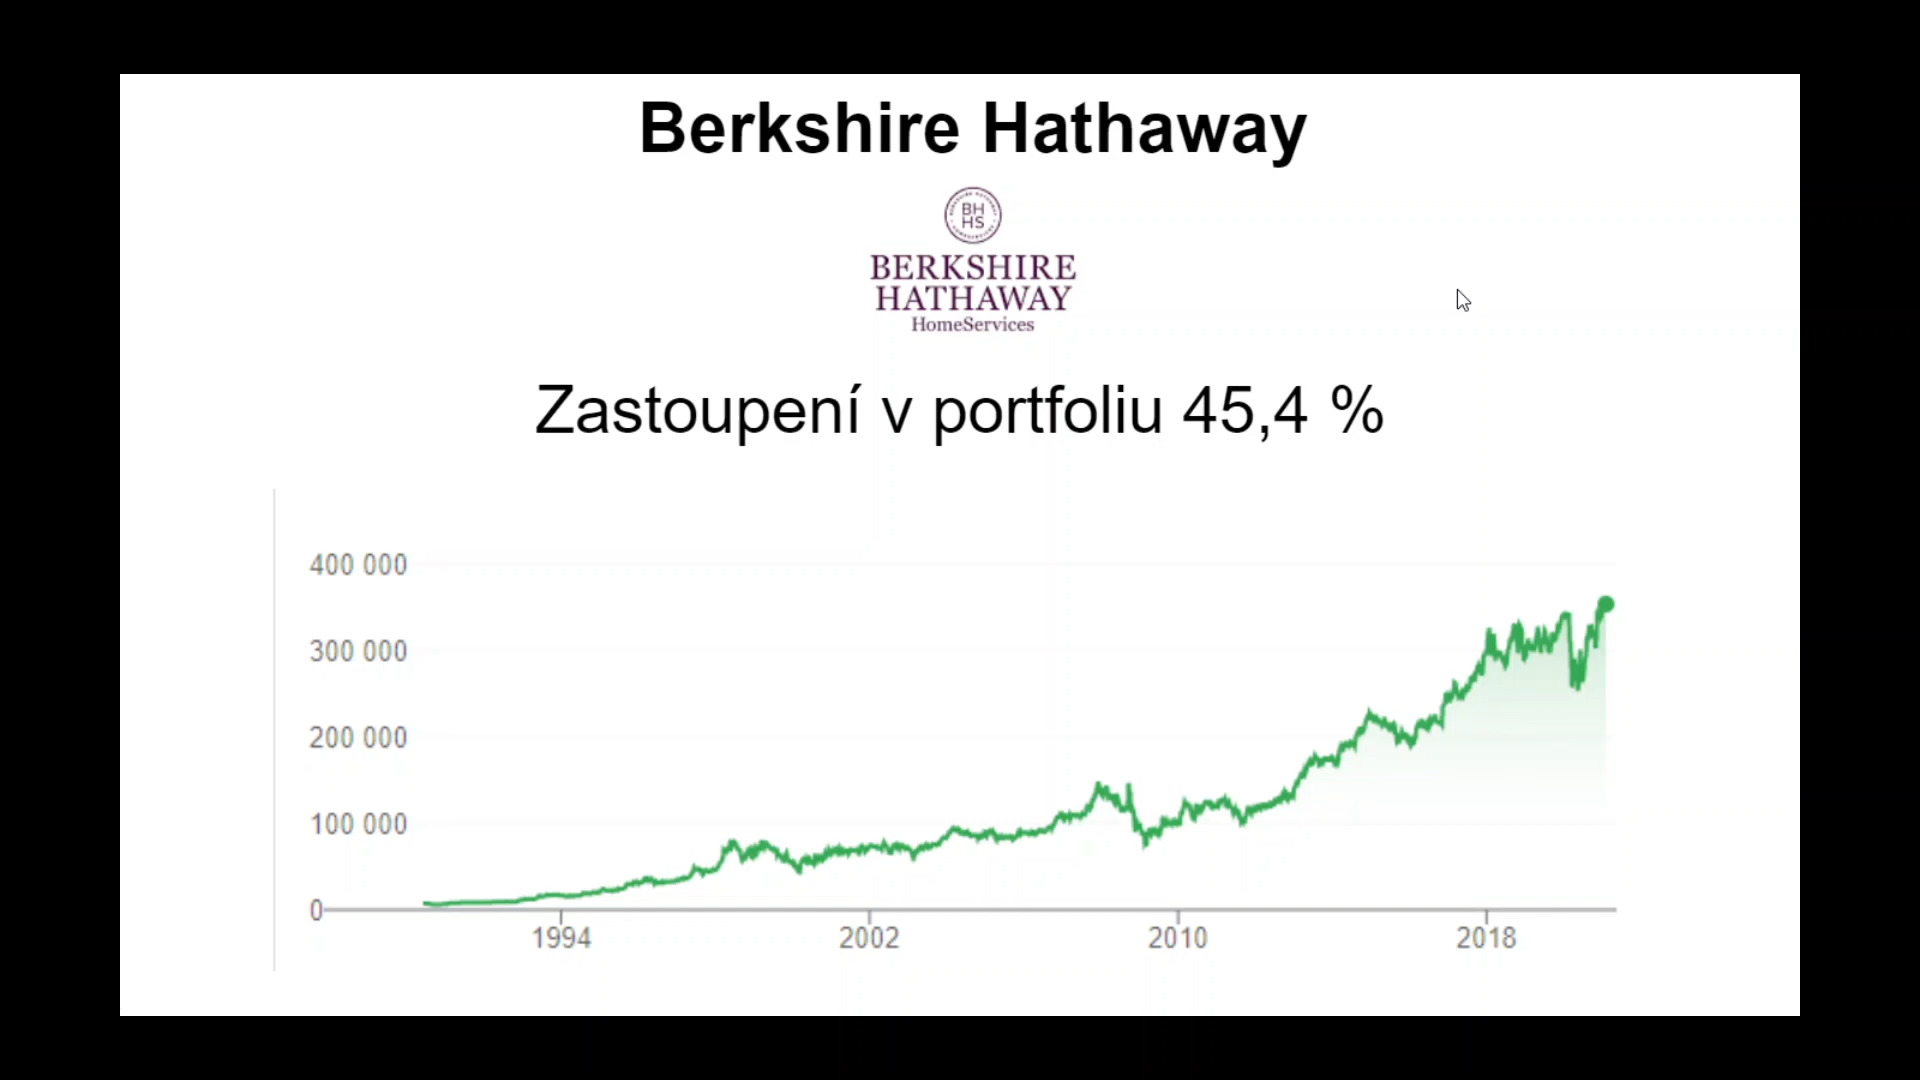 Berkshire Hathaway
BH
HS
BERKSHIRE
HATHAWAY
HomeServices
Zastoupení v portfoliu 45,4 %
400 000
300 000
200 000
100 000
0
1994 2002 2010 2018